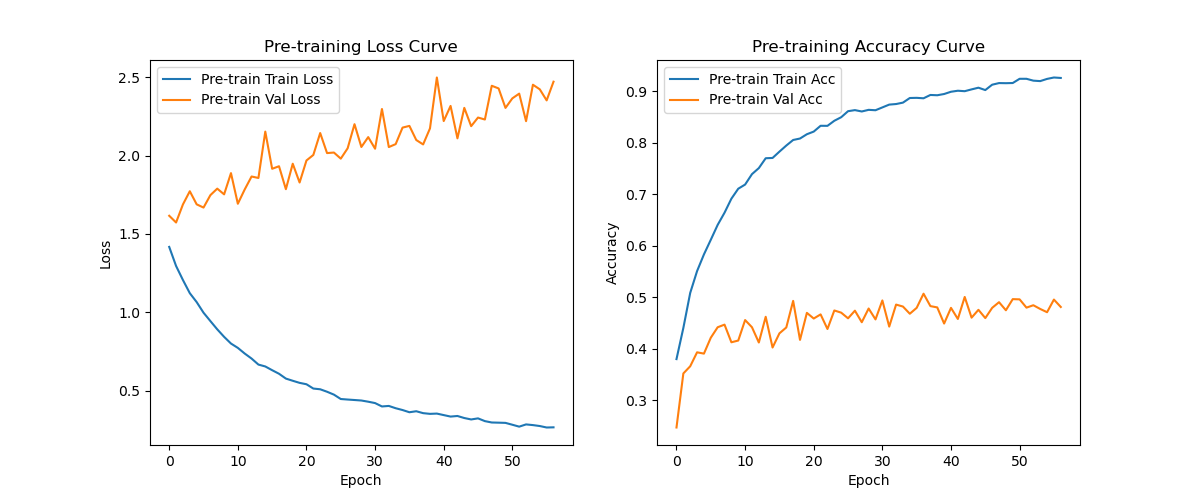 Pre-training Loss Curve
Pre-train Train Loss
Pre-train Val Loss
2.5
2.0
1.5
1.0
0.5
Loss
0 10 20 30 40 50
Epoch
Pre-training Accuracy Curve
Pre-train Train Acc
Pre-train Val Acc
0.9
0.8
0.7
0.6
0.5
0.4
0.3
Accuracy
0 10 20 30 40 50
Epoch